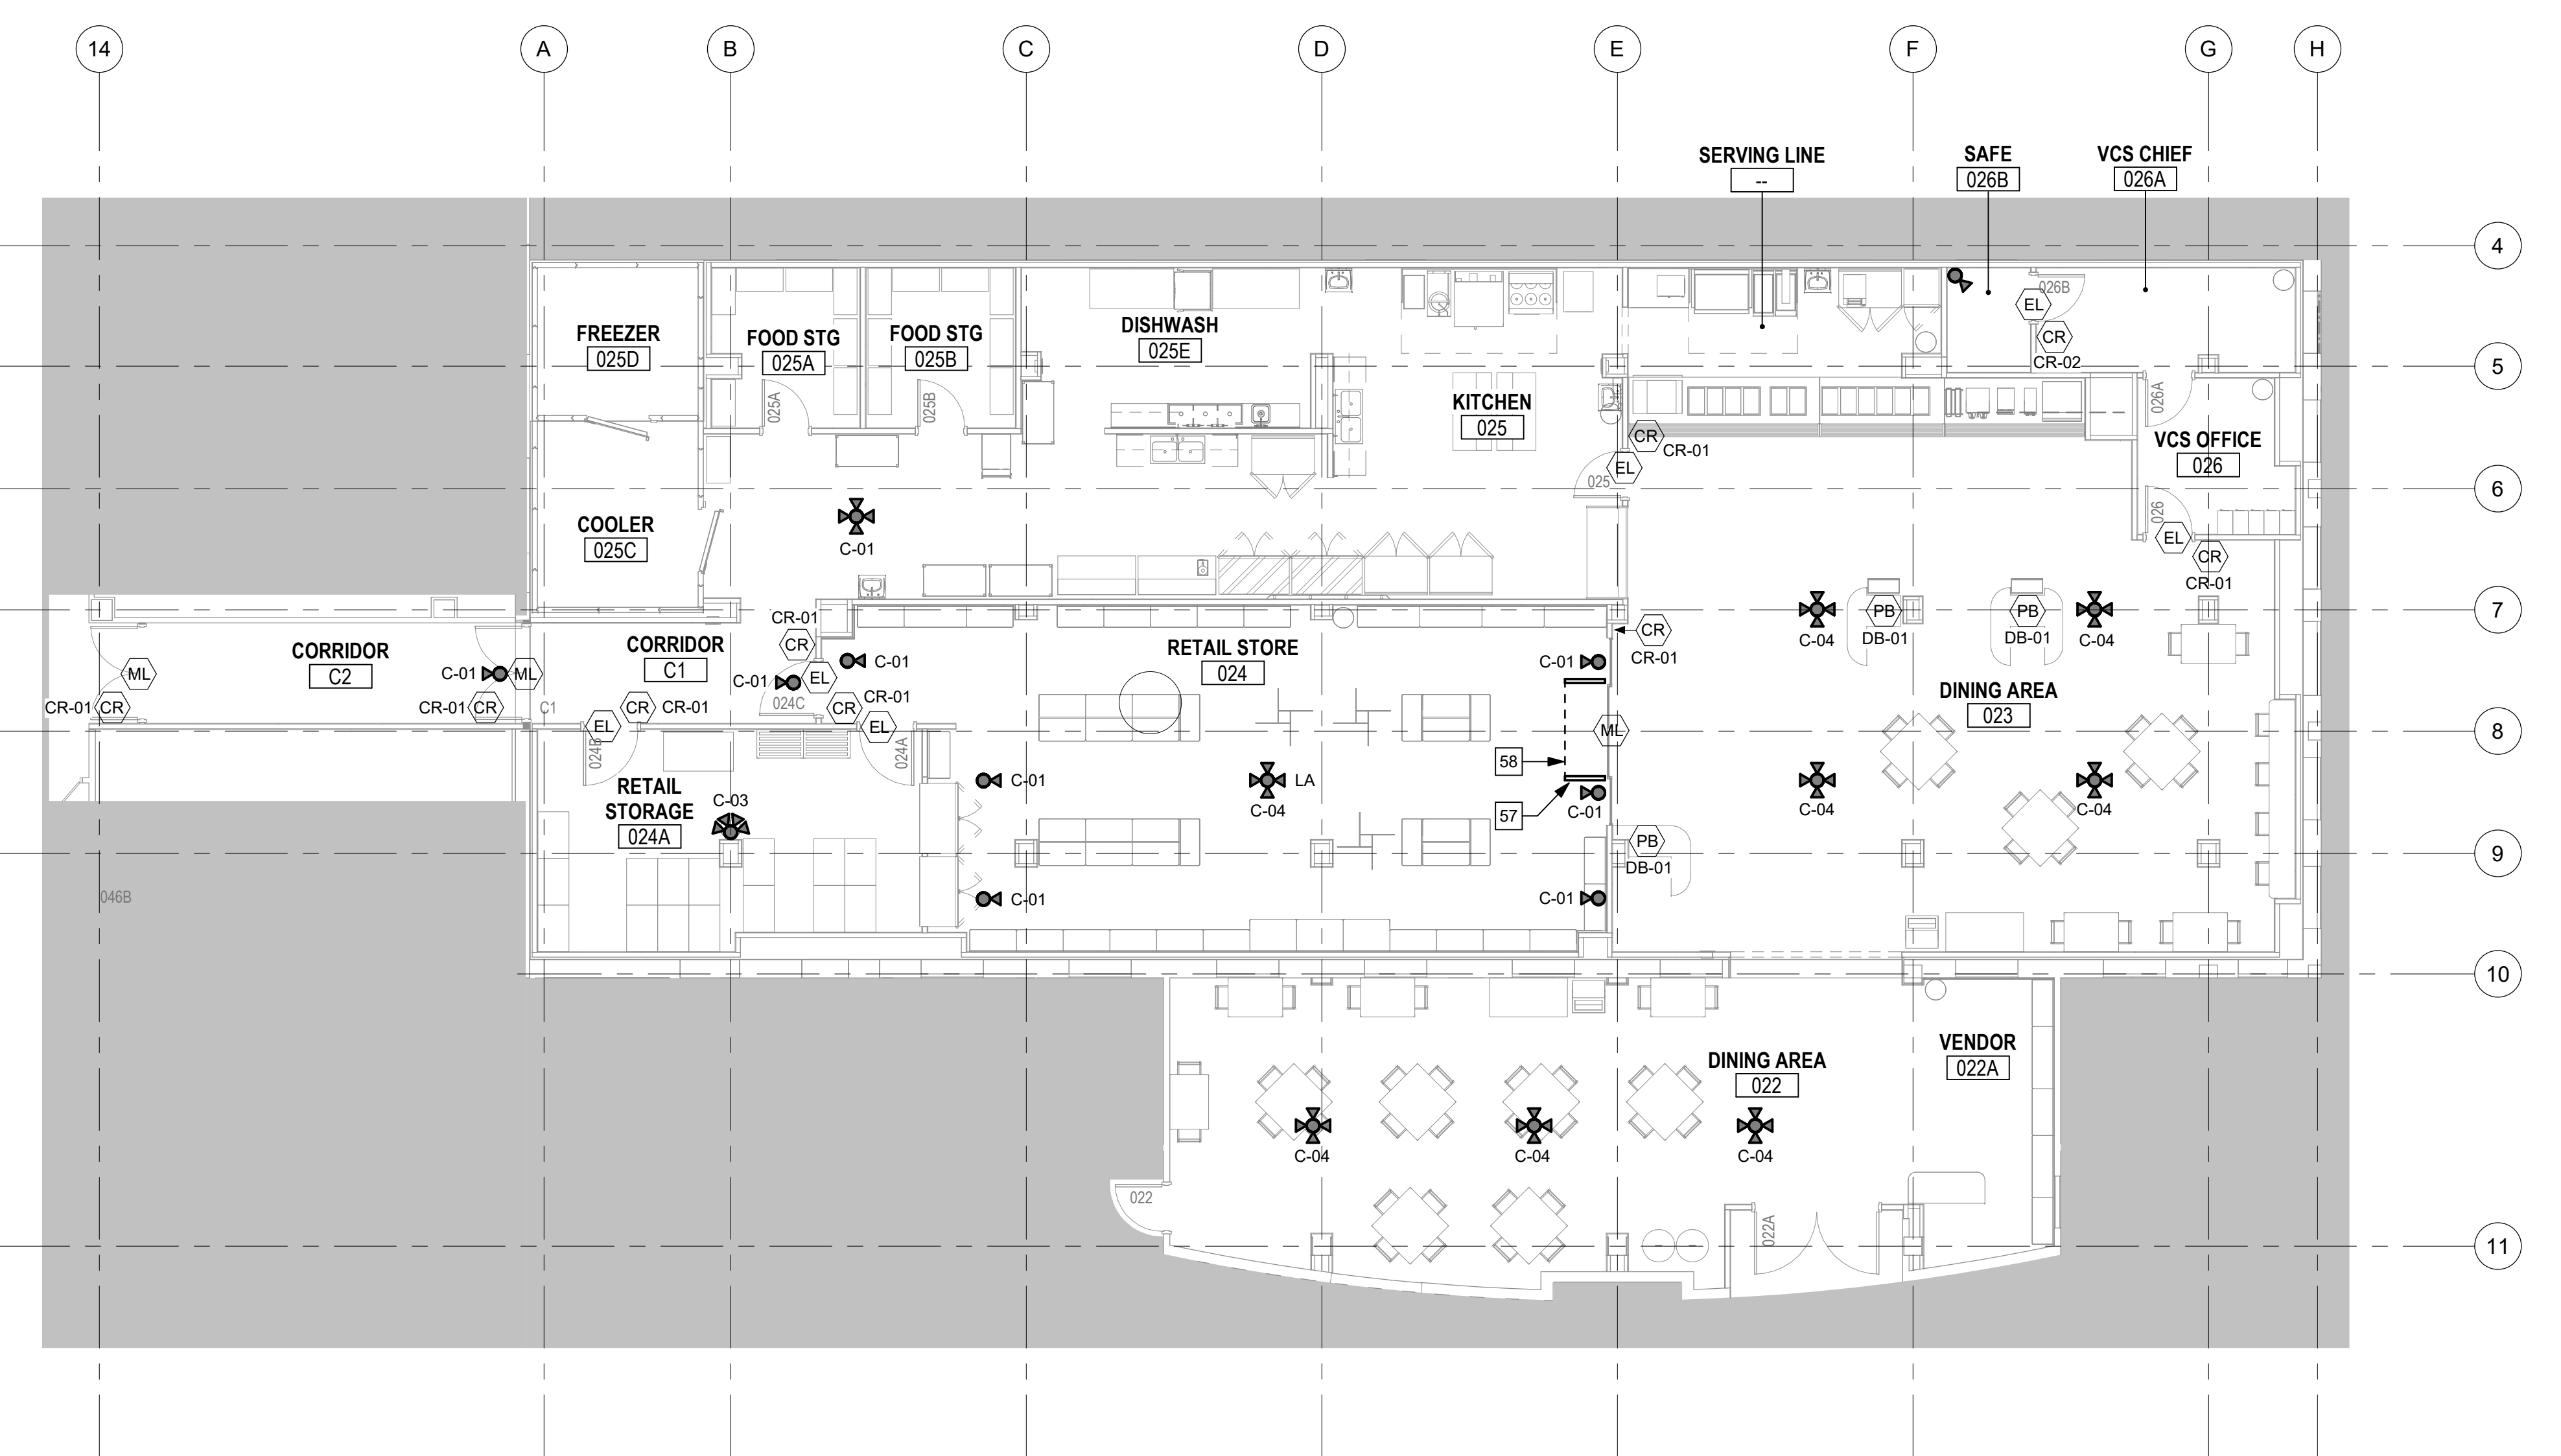 14 A B C D E F G H
SERVING LINE
--
SAFE
026B
VCS CHIEF
026A
4
026B
EL
CR
CR-02
FREEZER
025D
FOOD STG
025A
FOOD STG
025B
DISHWASH
025E
5
025A
025B
026A
KITCHEN
025
CR
CR-01
VCS OFFICE
026
EL
025
6
026
COOLER
025C
C-01
EL
CR
CR-01
7
CR-01
CR
PB
DB-01
C-04
PB
DB-01
C-04
CORRIDOR
C2
CORRIDOR
C1
RETAIL STORE
024
CR
CR-01
C-01
C-01
ML
C-01
ML
C-01
EL
024C
CR-01
CR
CR-01
CR
C1
CR
CR-01
CR
CR-01
EL
EL
024B
024A
DINING AREA
023
ML
8
58
57
C-01
RETAIL
STORAGE
024A
C-03
C-01
LA
C-04
C-04
C-04
PB
DB-01
9
046B
C-01
C-01
10
DINING AREA
022
VENDOR
022A
C-04
C-04
C-04
022
022A
11